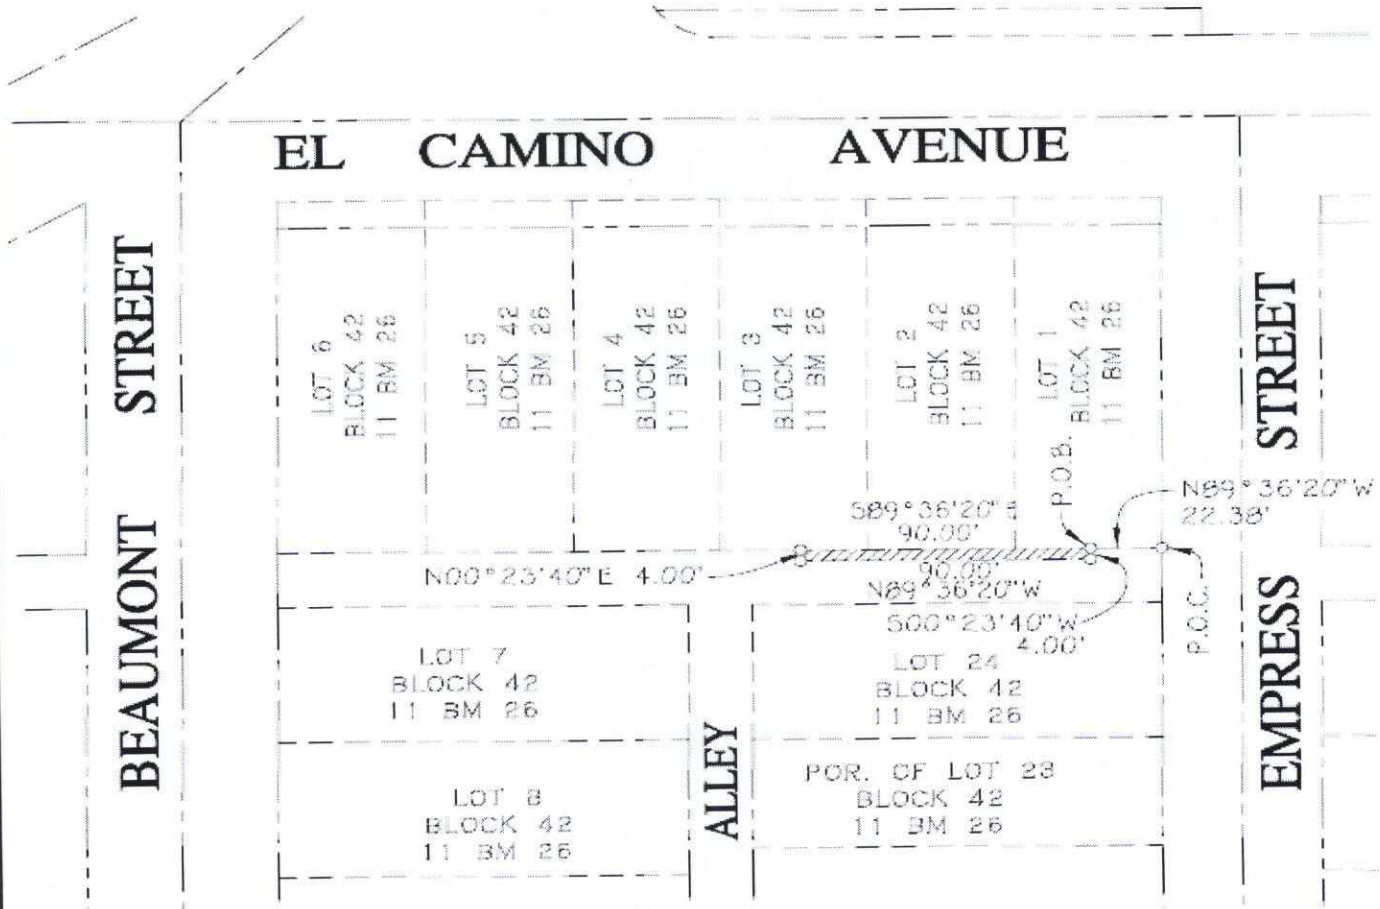 EL CAMINO AVENUE
BEAUMONT STREET
EMPRESS STREET
LOT 6
BLOCK 42
11 BM 26
LOT 5
BLOCK 42
11 BM 26
LOT 4
BLOCK 42
11 BM 26
LOT 3
BLOCK 42
11 BM 26
LOT 2
BLOCK 42
11 BM 26
LOT 1
BLOCK 42
11 BM 26
P.O.B.
N89°36'20"W
22.38'
S89°36'20"E
90.00'
N00°23'40"E 4.00'
90.00'
N89°36'20"W
S00°23'40"W
4.00'
P.O.C.
LOT 7
BLOCK 42
11 BM 26
LOT 24
BLOCK 42
11 BM 26
ALLEY
LOT 8
BLOCK 42
11 BM 26
POR. OF LOT 23
BLOCK 42
11 BM 26